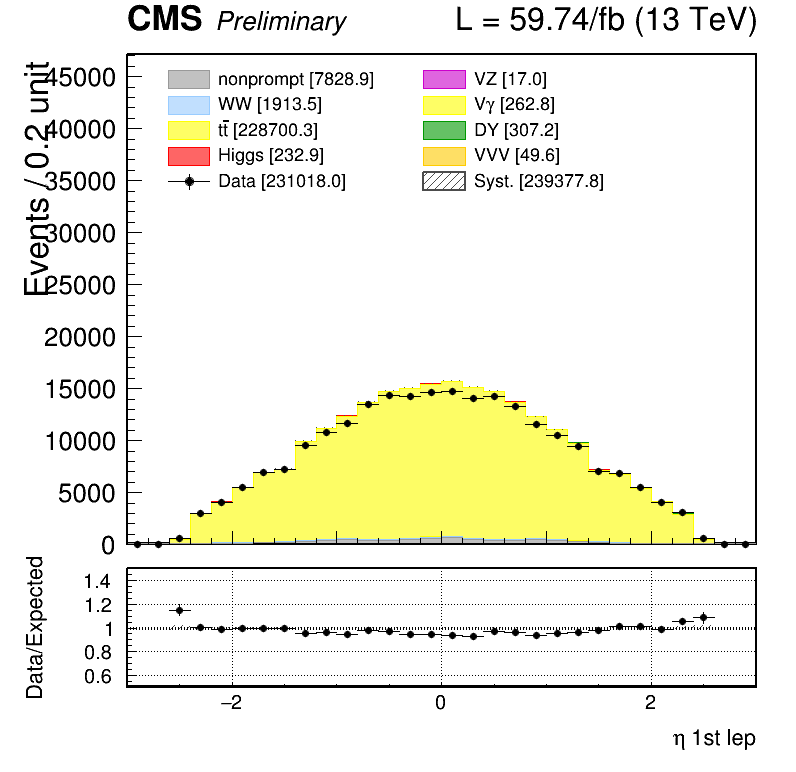 CMS Preliminary L = 59.74/fb (13 TeV)
Events / 0.2 unit
45000
40000
35000
30000
25000
20000
15000
10000
5000
0
nonprompt [7828.9]
WW [1913.5]
tt̄ [228700.3]
Higgs [232.9]
Data [231018.0]
VZ [17.0]
Vγ [262.8]
DY [307.2]
VVV [49.6]
Syst. [239377.8]
Data/Expected
1.4
1.2
1
0.8
0.6
−2 0 2
η 1st lep